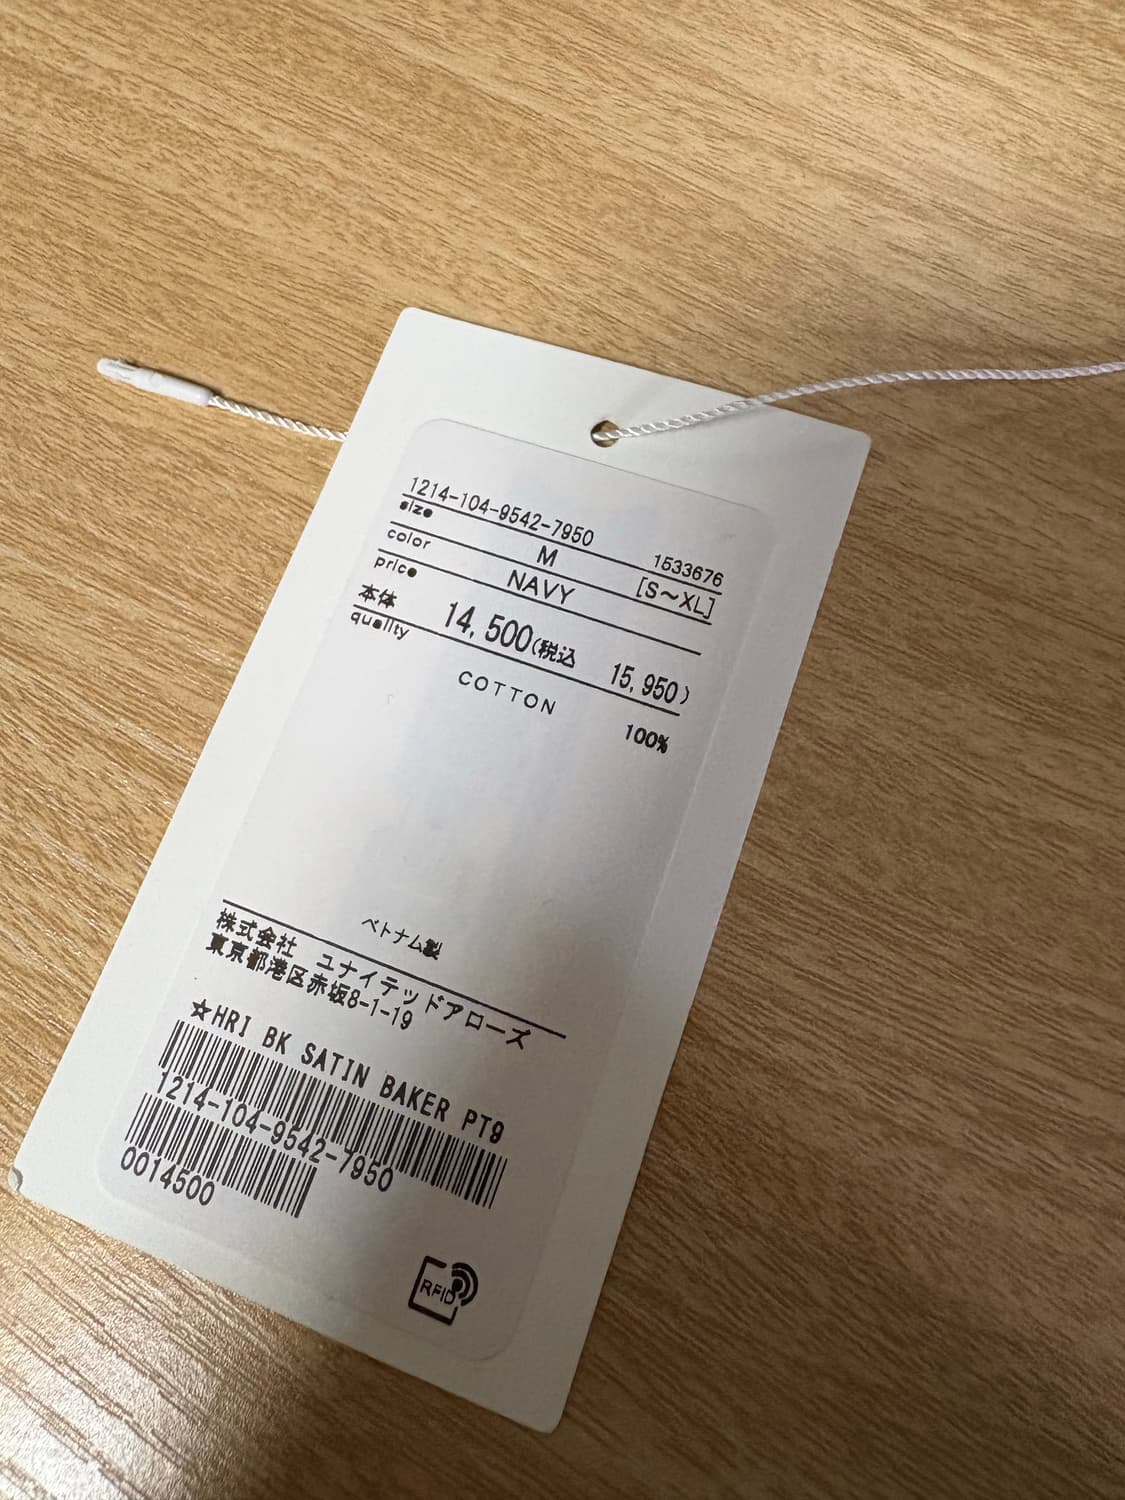 1214-104-9542-7950 1533676
size M [S～XL]
color NAVY
price
本体 14,500(税込 15,950)
quality
COTTON 100%
ベトナム製
株式会社 ユナイテッドアローズ
東京都港区赤坂8-1-19
☆HRI BK SATIN BAKER PT9
1214-104-9542-7950
0014500
RFID